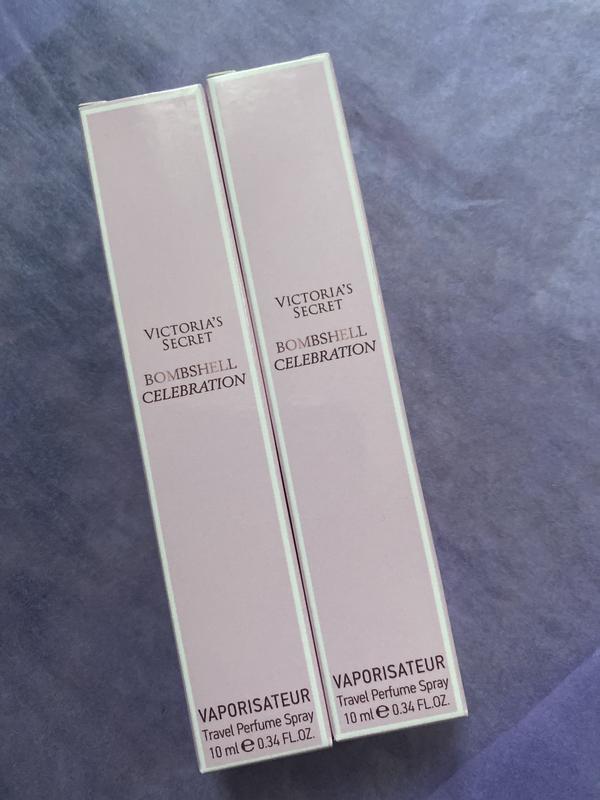 VICTORIA'S
SECRET
BOMBSHELL
CELEBRATION
VAPORISATEUR
Travel Perfume Spray
10 ml ℮ 0.34 FL.OZ.
VICTORIA'S
SECRET
BOMBSHELL
CELEBRATION
VAPORISATEUR
Travel Perfume Spray
10 ml ℮ 0.34 FL.OZ.